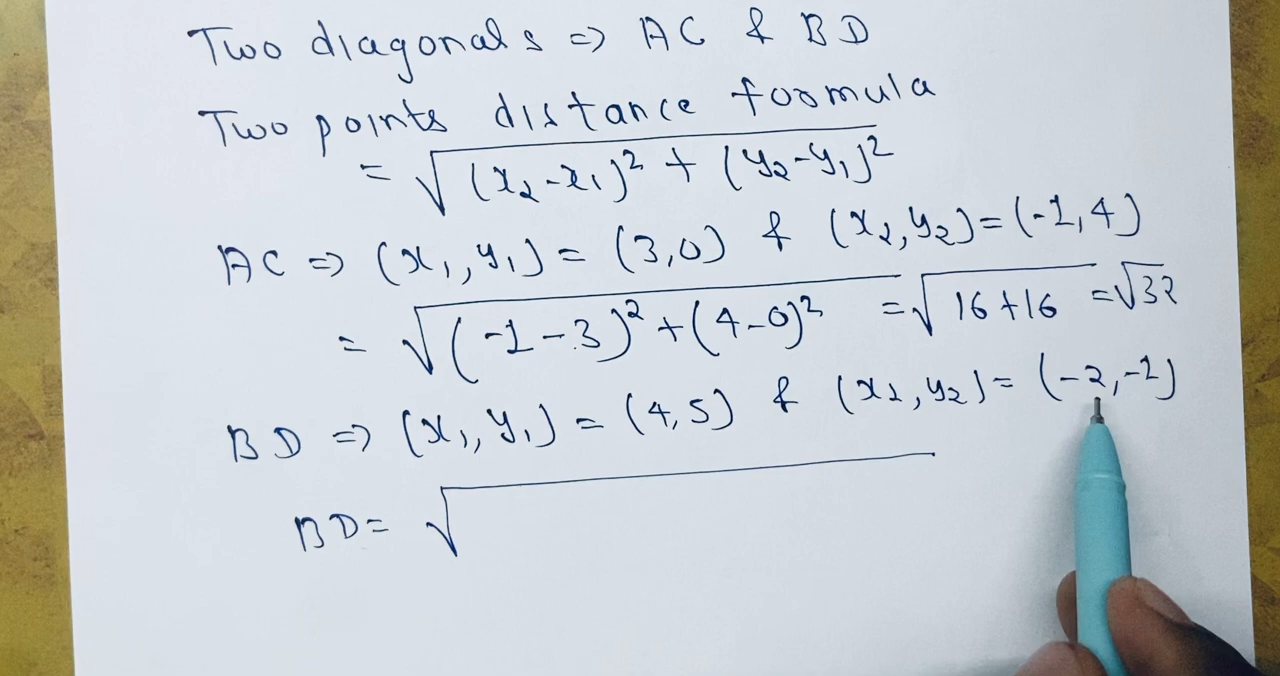 Two diagonals => AC & BD
Two points distance formula
= √(x₂-x₁)² + (y₂-y₁)²
AC => (x₁, y₁) = (3,0) & (x₂,y₂)=(-1,4)
= √(-1-3)²+(4-0)² = √16+16 = √32
BD => (x₁, y₁) = (4,5) & (x₂,y₂)= (-2,-1)
BD= √